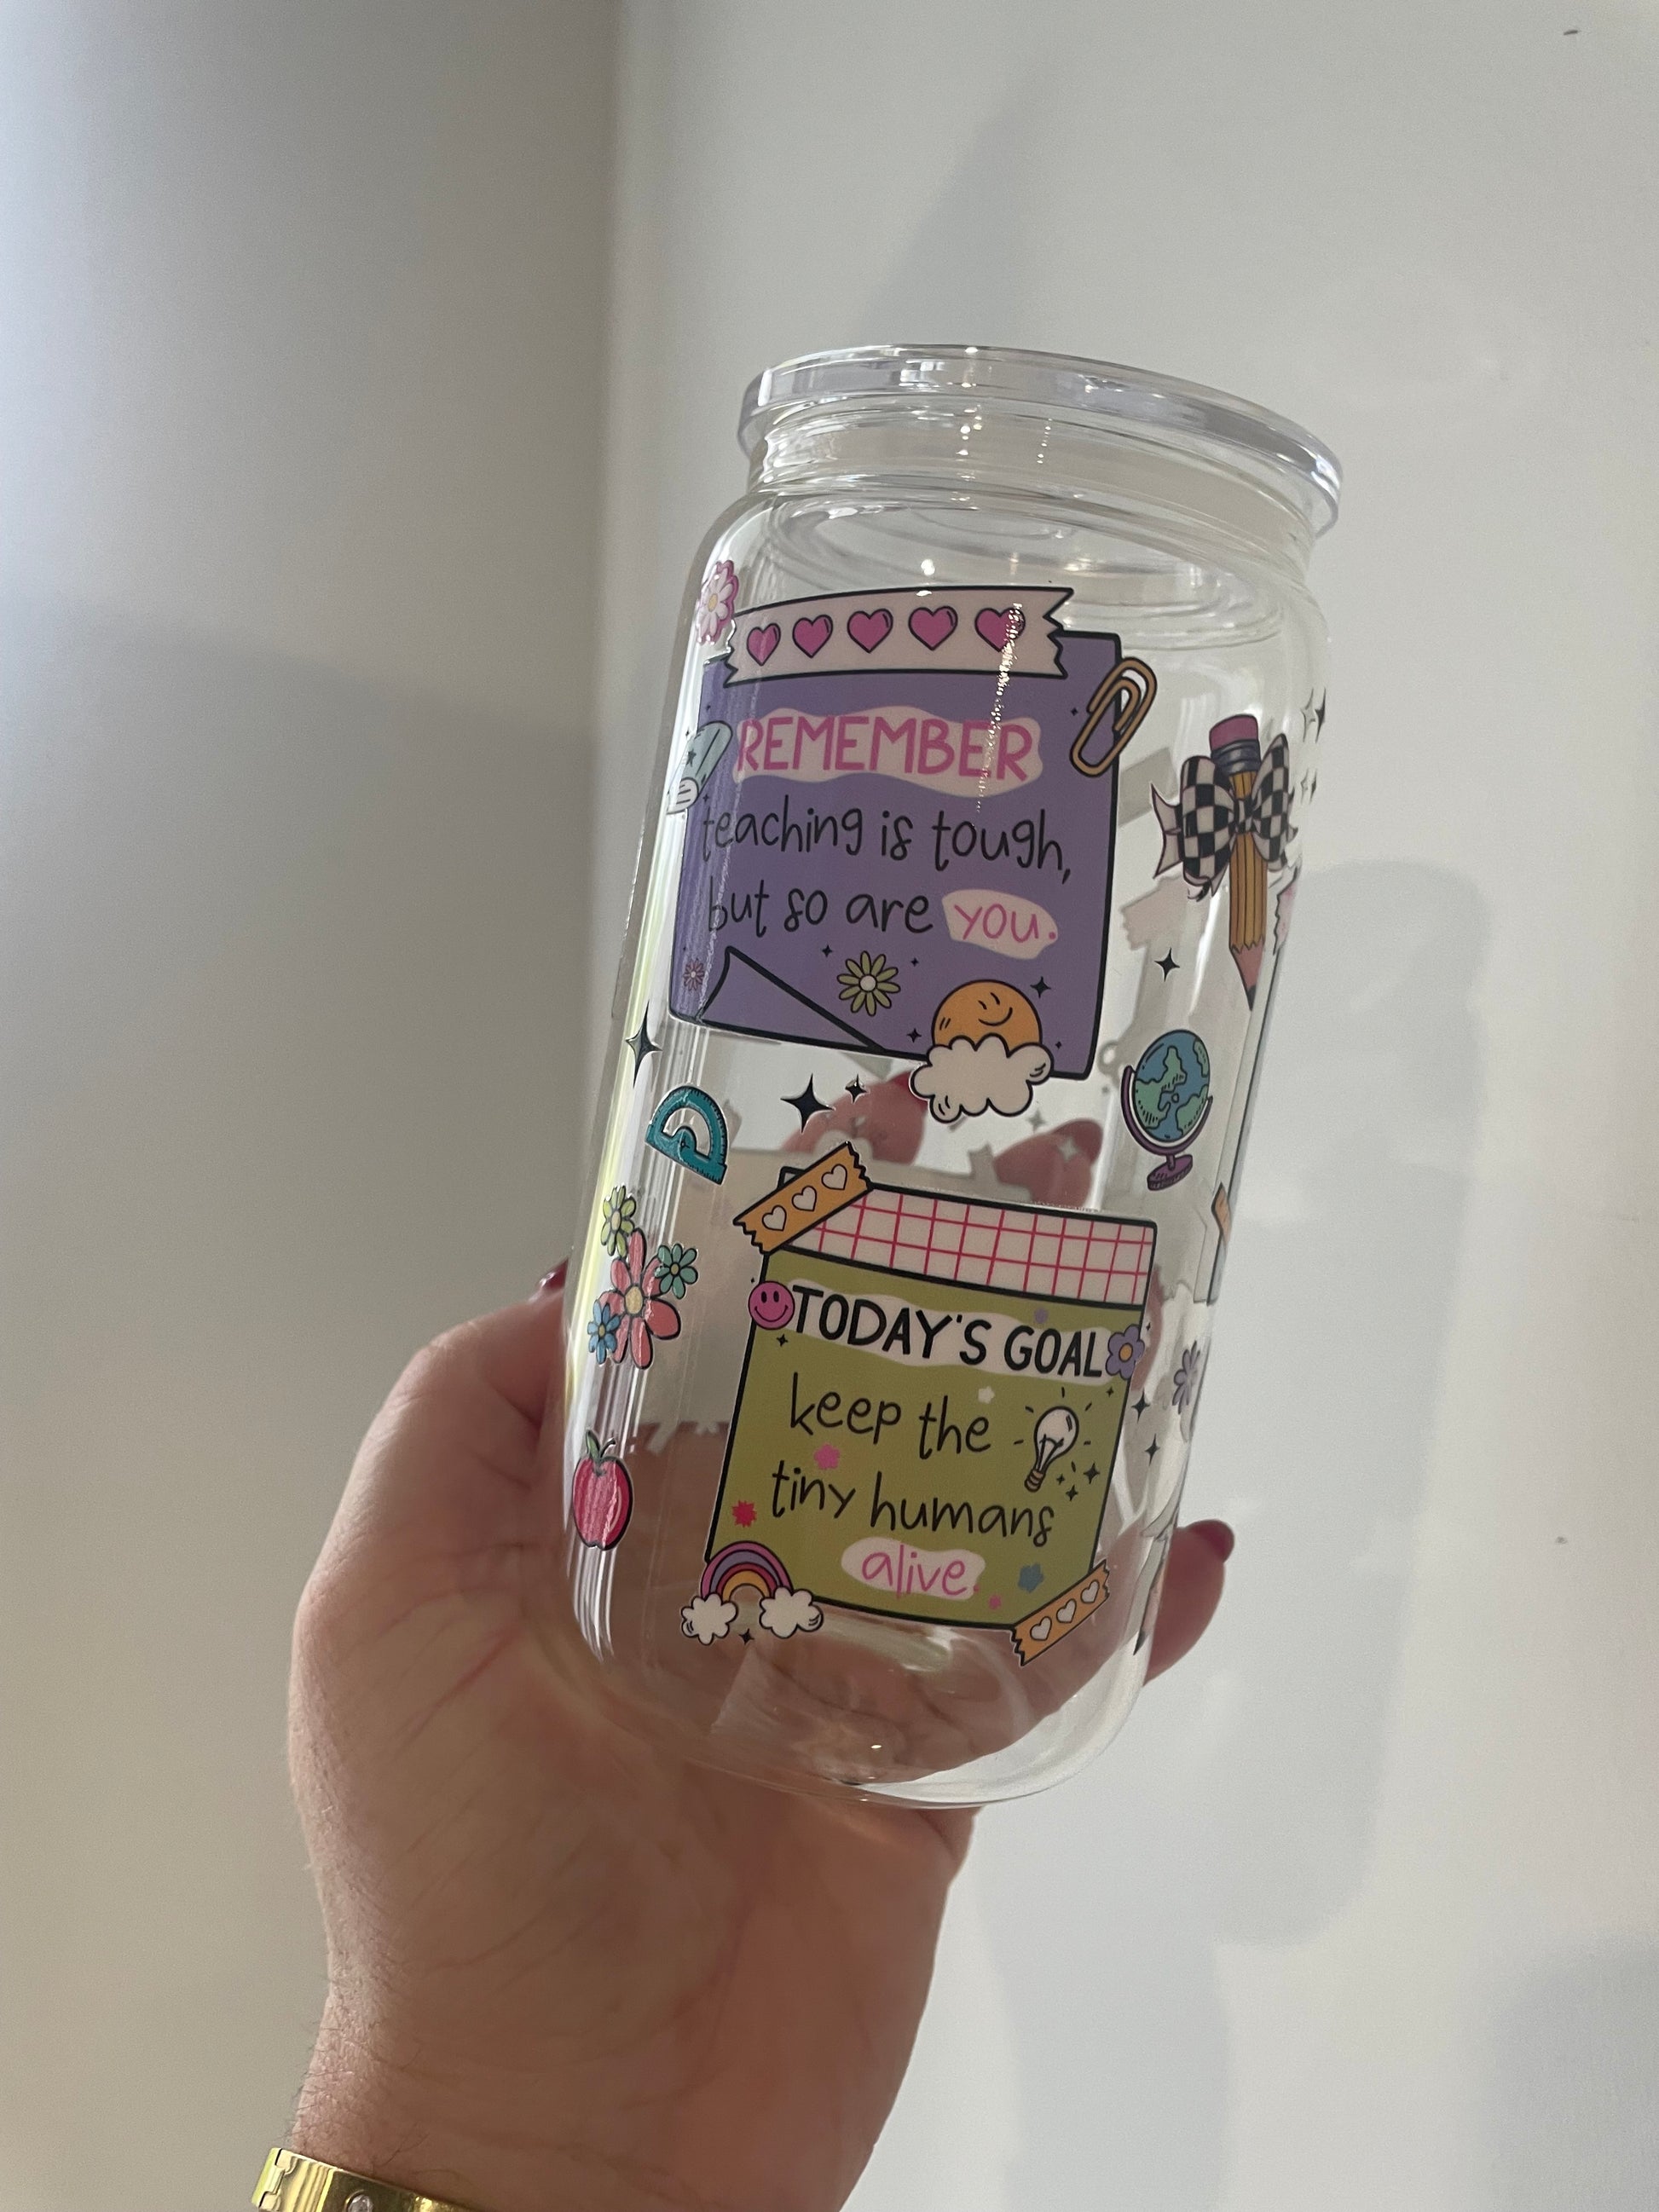 REMEMBER
teaching is tough,
but so are you.
TODAY'S GOAL
keep the
tiny humans
alive.